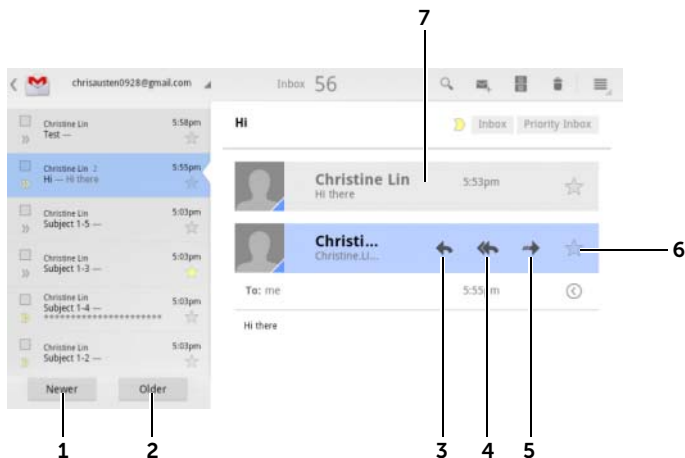 7
chrisausten0928@gmail.com
Inbox 56
Christine Lin 5:58pm
Test —
Christine Lin 2 5:55pm
Hi — Hi there
Christine Lin 5:03pm
Subject 1-5 —
Christine Lin 5:03pm
Subject 1-3 —
Christine Lin 5:03pm
Subject 1-4 —
***********************
Christine Lin 5:03pm
Subject 1-2 —
Newer Older
Hi Inbox Priority Inbox
Christine Lin 5:53pm
Hi there
Christi...
Christine.Li...
6
To: me 5:55pm
Hi there
1 2 3 4 5